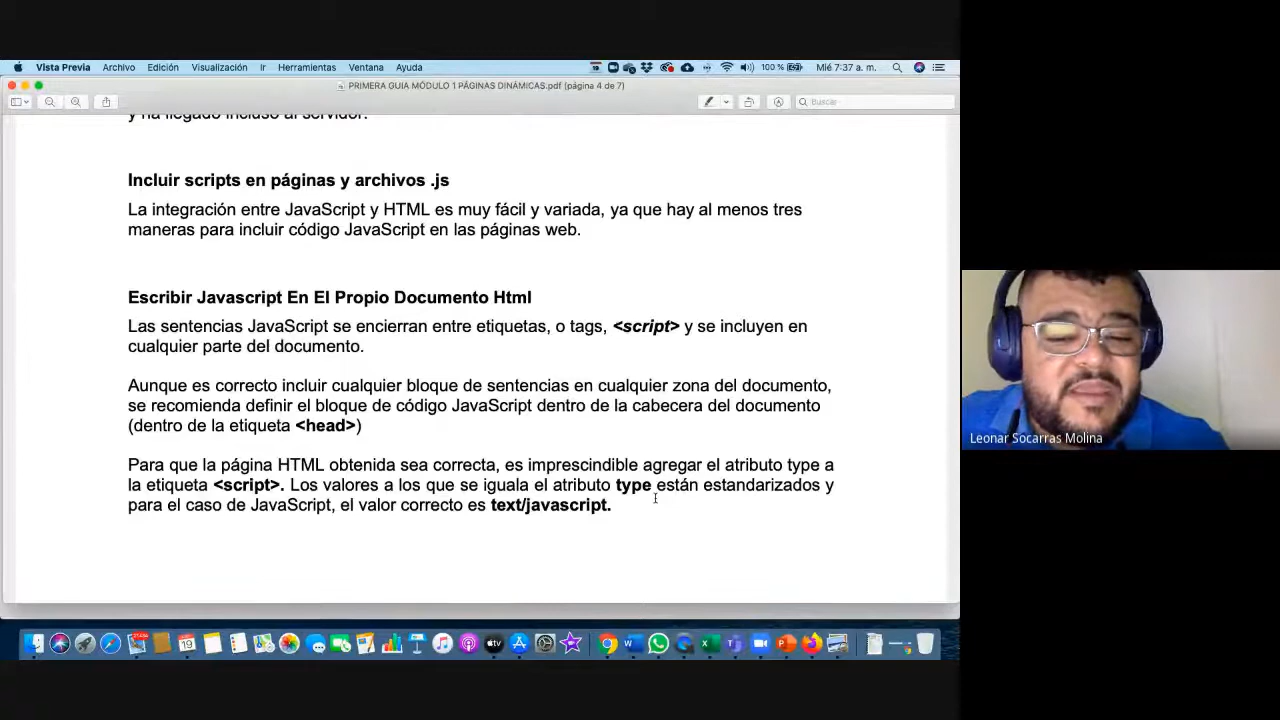 Vista Previa Archivo Edición Visualización Ir Herramientas Ventana Ayuda 100 % Mié 7:37 a. m.
PRIMERA GUIA MÓDULO 1 PÁGINAS DINÁMICAS.pdf (página 4 de 7)
Buscar
y ha llegado incluso al servidor.
Incluir scripts en páginas y archivos .js
La integración entre JavaScript y HTML es muy fácil y variada, ya que hay al menos tres
maneras para incluir código JavaScript en las páginas web.
Escribir Javascript En El Propio Documento Html
Las sentencias JavaScript se encierran entre etiquetas, o tags, <script> y se incluyen en
cualquier parte del documento.
Aunque es correcto incluir cualquier bloque de sentencias en cualquier zona del documento,
se recomienda definir el bloque de código JavaScript dentro de la cabecera del documento
(dentro de la etiqueta <head>)
Para que la página HTML obtenida sea correcta, es imprescindible agregar el atributo type a
la etiqueta <script>. Los valores a los que se iguala el atributo type están estandarizados y
para el caso de JavaScript, el valor correcto es text/javascript.
Leonar Socarras Molina